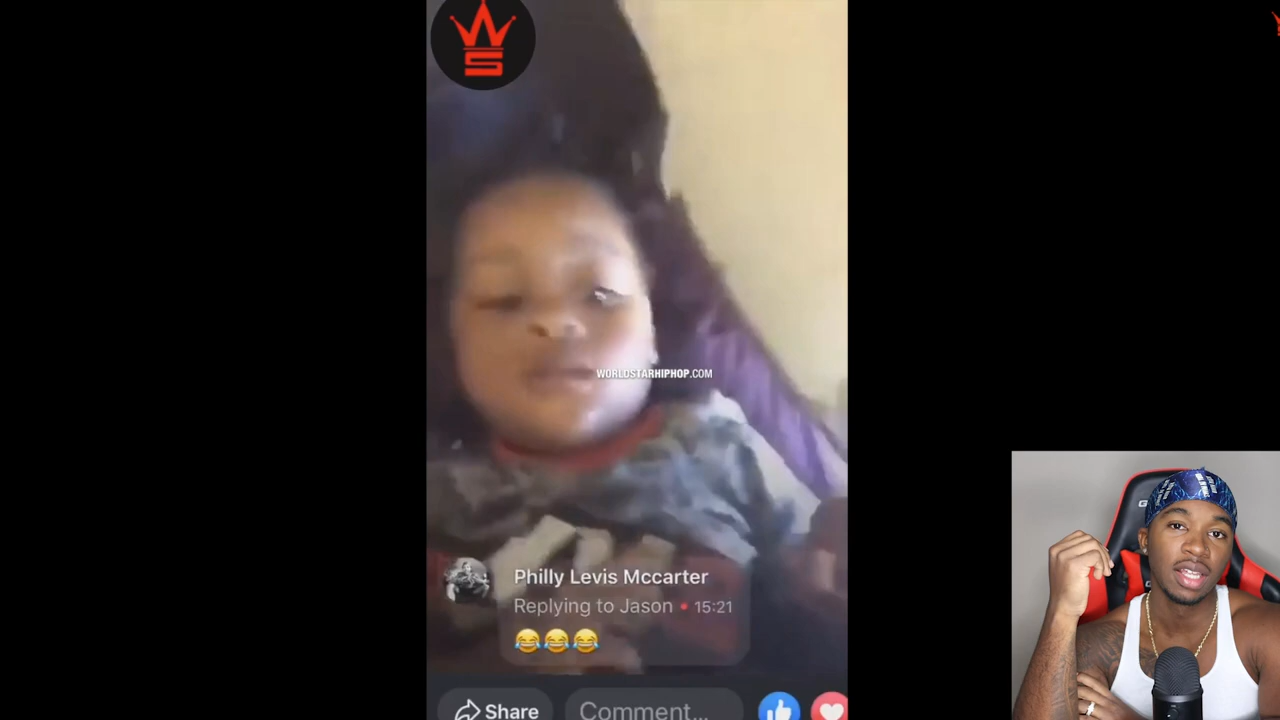 WS
WORLDSTARHIPHOP.COM
Philly Levis Mccarter
Replying to Jason • 15:21
😂😂😂
Share
Comment...